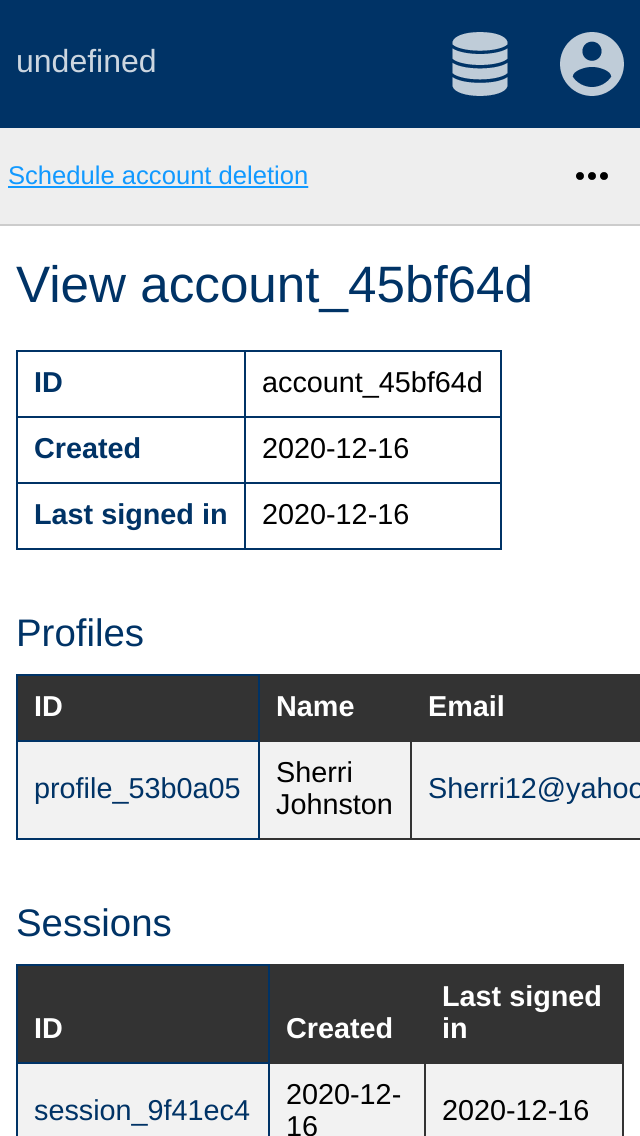 undefined
Schedule account deletion
View account_45bf64d
ID account_45bf64d
Created 2020-12-16
Last signed in 2020-12-16
Profiles
ID Name Email
profile_53b0a05 Sherri Johnston Sherri12@yahoo
Sessions
ID Created Last signed in
session_9f41ec4 2020-12-16 2020-12-16